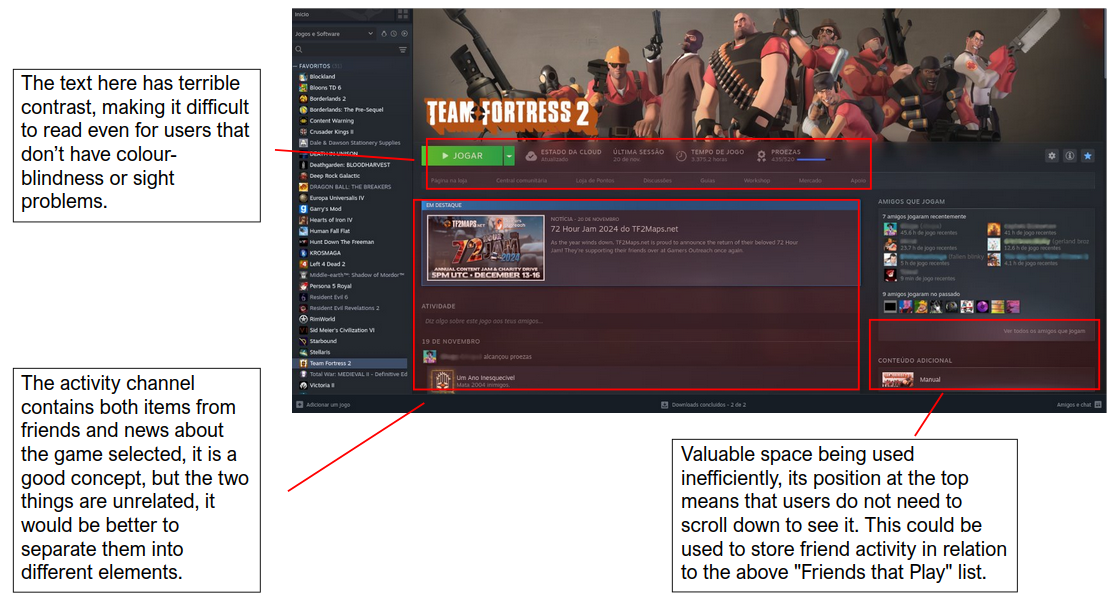 The text here has terrible
contrast, making it difficult
to read even for users that
don't have colour-
blindness or sight
problems.
The activity channel
contains both items from
friends and news about
the game selected, it is a
good concept, but the two
things are unrelated, it
would be better to
separate them into
different elements.
Início
Jogos e Software
FAVORITOS
Blockland
Bloons TD 6
Borderlands 2
Borderlands: The Pre-Sequel
Content Warning
Crusader Kings II
Dale & Dawson Stationery Supplies
DEATH
Deathgarden: BLOODHARVEST
Deep Rock Galactic
DRAGON BALL: THE BREAKERS
Europa Universalis IV
Garry's Mod
Hearts of Iron IV
Human Fall Flat
Hunt Down The Freeman
KROSMAGA
Left 4 Dead 2
Middle-earth™: Shadow of Mordor™
Persona 5 Royal
Resident Evil 6
Resident Evil Revelations 2
RimWorld
Sid Meier's Civilization VI
Starbound
Stellaris
Team Fortress 2
Total War: MEDIEVAL II - Definitive Ed
Victoria II
Adicionar um jogo
TEAM FORTRESS 2
JOGAR
ESTADO DA CLOUD
Atualizado
ÚLTIMA SESSÃO
20 de nov.
TEMPO DE JOGO
3.375,2 horas
PROEZAS
475/520
Página na loja Central comunitária Loja de Pontos Discussões Guias Workshop Mercado Apoio
EM DESTAQUE
TF2MAPS.NET
72 JAM 2024
ANNUAL CONTENT JAM & CHARITY DRIVE
5PM UTC • DECEMBER 13-16
NOTÍCIA - 20 DE NOVEMBRO
72 Hour Jam 2024 do TF2Maps.net
As the year winds down, TF2Maps.net is proud to announce the return of their beloved 72 Hour
Jam! They're supporting their friends over at Gamers Outreach once again
ATIVIDADE
Diz algo sobre este jogo aos teus amigos...
19 DE NOVEMBRO
alcançou proezas
Um Ano Inesquecível
Mata 2004 inimigos.
AMIGOS QUE JOGAM
7 amigos jogaram recentemente
45,6 h de jogo recentes
41 h de jogo recentes
23,7 h de jogo recentes
12,6 h de jogo recentes
5 h de jogo recentes
4,3 h de jogo recentes
9 min de jogo recentes
9 amigos jogaram no passado
Ver todos os amigos que jogam
CONTEÚDO ADICIONAL
Manual
Downloads concluídos - 2 de 2
Amigos e chat
Valuable space being used
inefficiently, its position at the top
means that users do not need to
scroll down to see it. This could be
used to store friend activity in relation
to the above "Friends that Play" list.